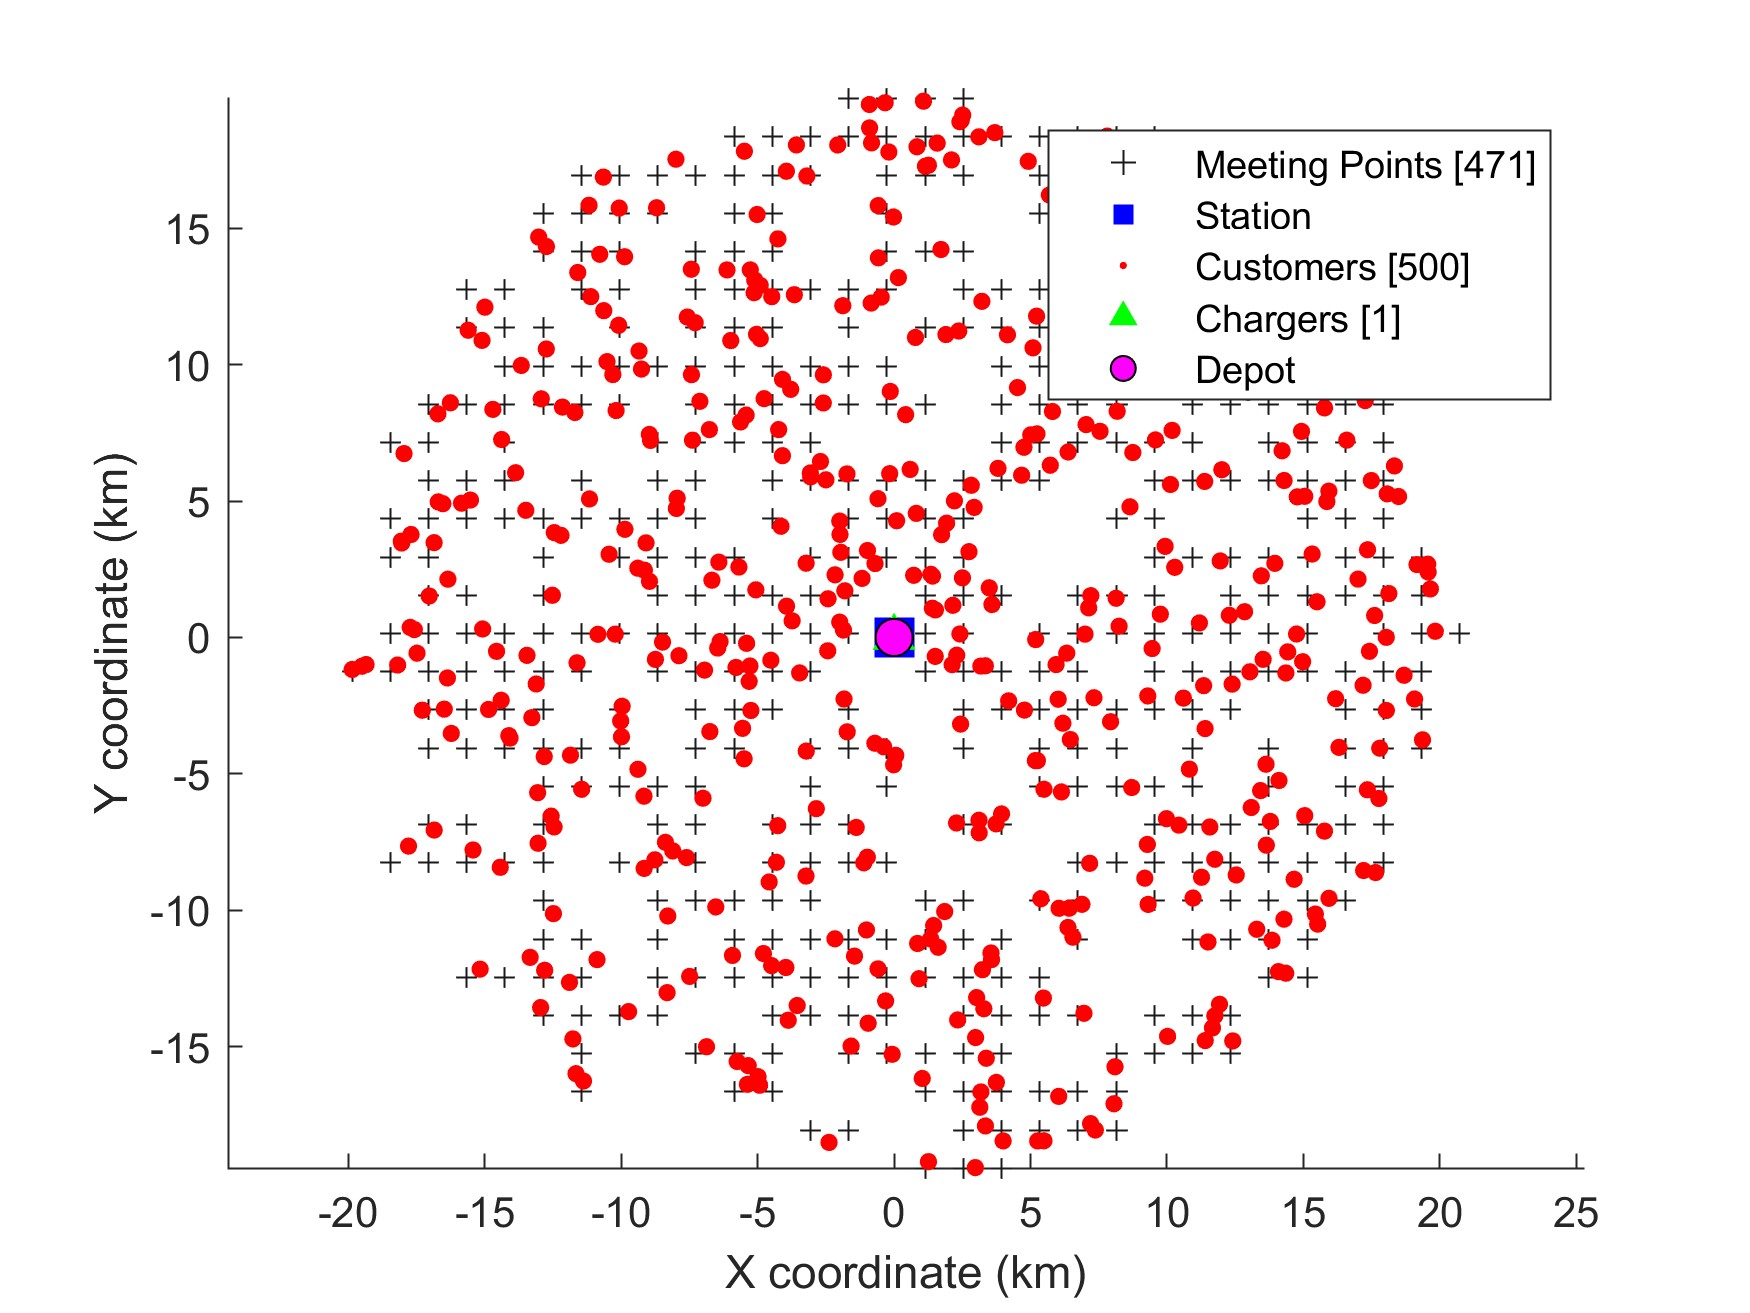 Meeting Points [471]
Station
Customers [500]
Chargers [1]
Depot
15
10
5
0
-5
-10
-15
Y coordinate (km)
-20 -15 -10 -5 0 5 10 15 20 25
X coordinate (km)